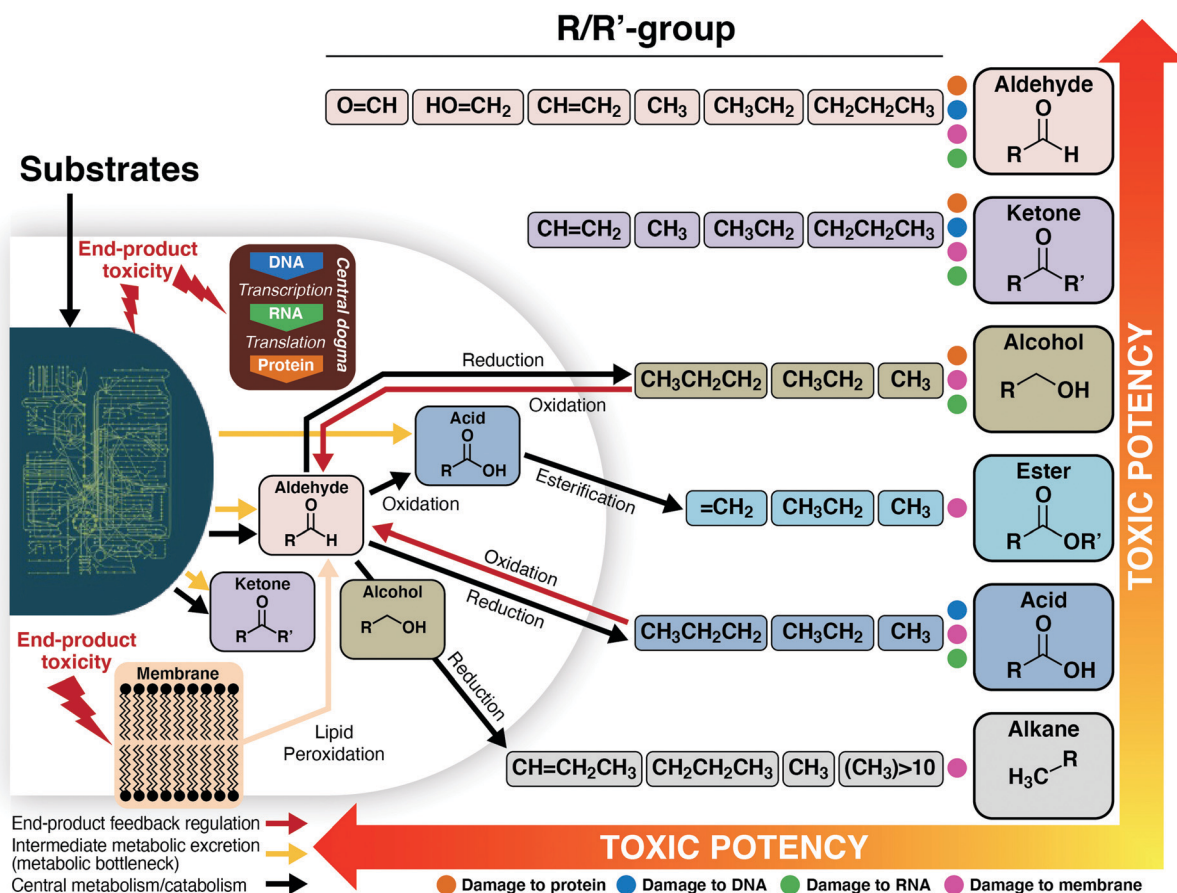 R/R'-group
O=CH
HO=CH₂
CH=CH₂
CH₃
CH₃CH₂
CH₂CH₂CH₃
Aldehyde
O
R
H
Substrates
CH=CH₂
CH₃
CH₃CH₂
CH₂CH₂CH₃
Ketone
O
R
R'
End-product
toxicity
DNA
Transcription
RNA
Translation
Protein
Central dogma
Reduction
Oxidation
CH₃CH₂CH₂
CH₃CH₂
CH₃
Alcohol
R
OH
Acid
O
R
OH
Aldehyde
O
R
H
Oxidation
Esterification
=CH₂
CH₃CH₂
CH₃
Ester
O
R
OR'
Ketone
O
R
R'
Alcohol
R
OH
Oxidation
Reduction
CH₃CH₂CH₂
CH₃CH₂
CH₃
Acid
O
R
OH
End-product
toxicity
Membrane
Lipid
Peroxidation
Reduction
CH=CH₂CH₃
CH₂CH₂CH₃
CH₃
(CH₃)>10
Alkane
H₃C
R
TOXIC POTENCY
TOXIC POTENCY
End-product feedback regulation
Intermediate metabolic excretion
(metabolic bottleneck)
Central metabolism/catabolism
Damage to protein
Damage to DNA
Damage to RNA
Damage to membrane